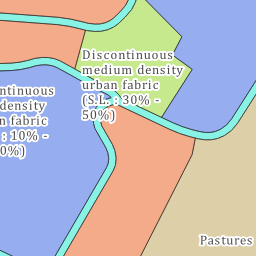 Discontinuous
medium density
urban fabric
(S.L. : 30% -
50%)
ntinuous
density
n fabric
: 10% -
0%)
Pastures